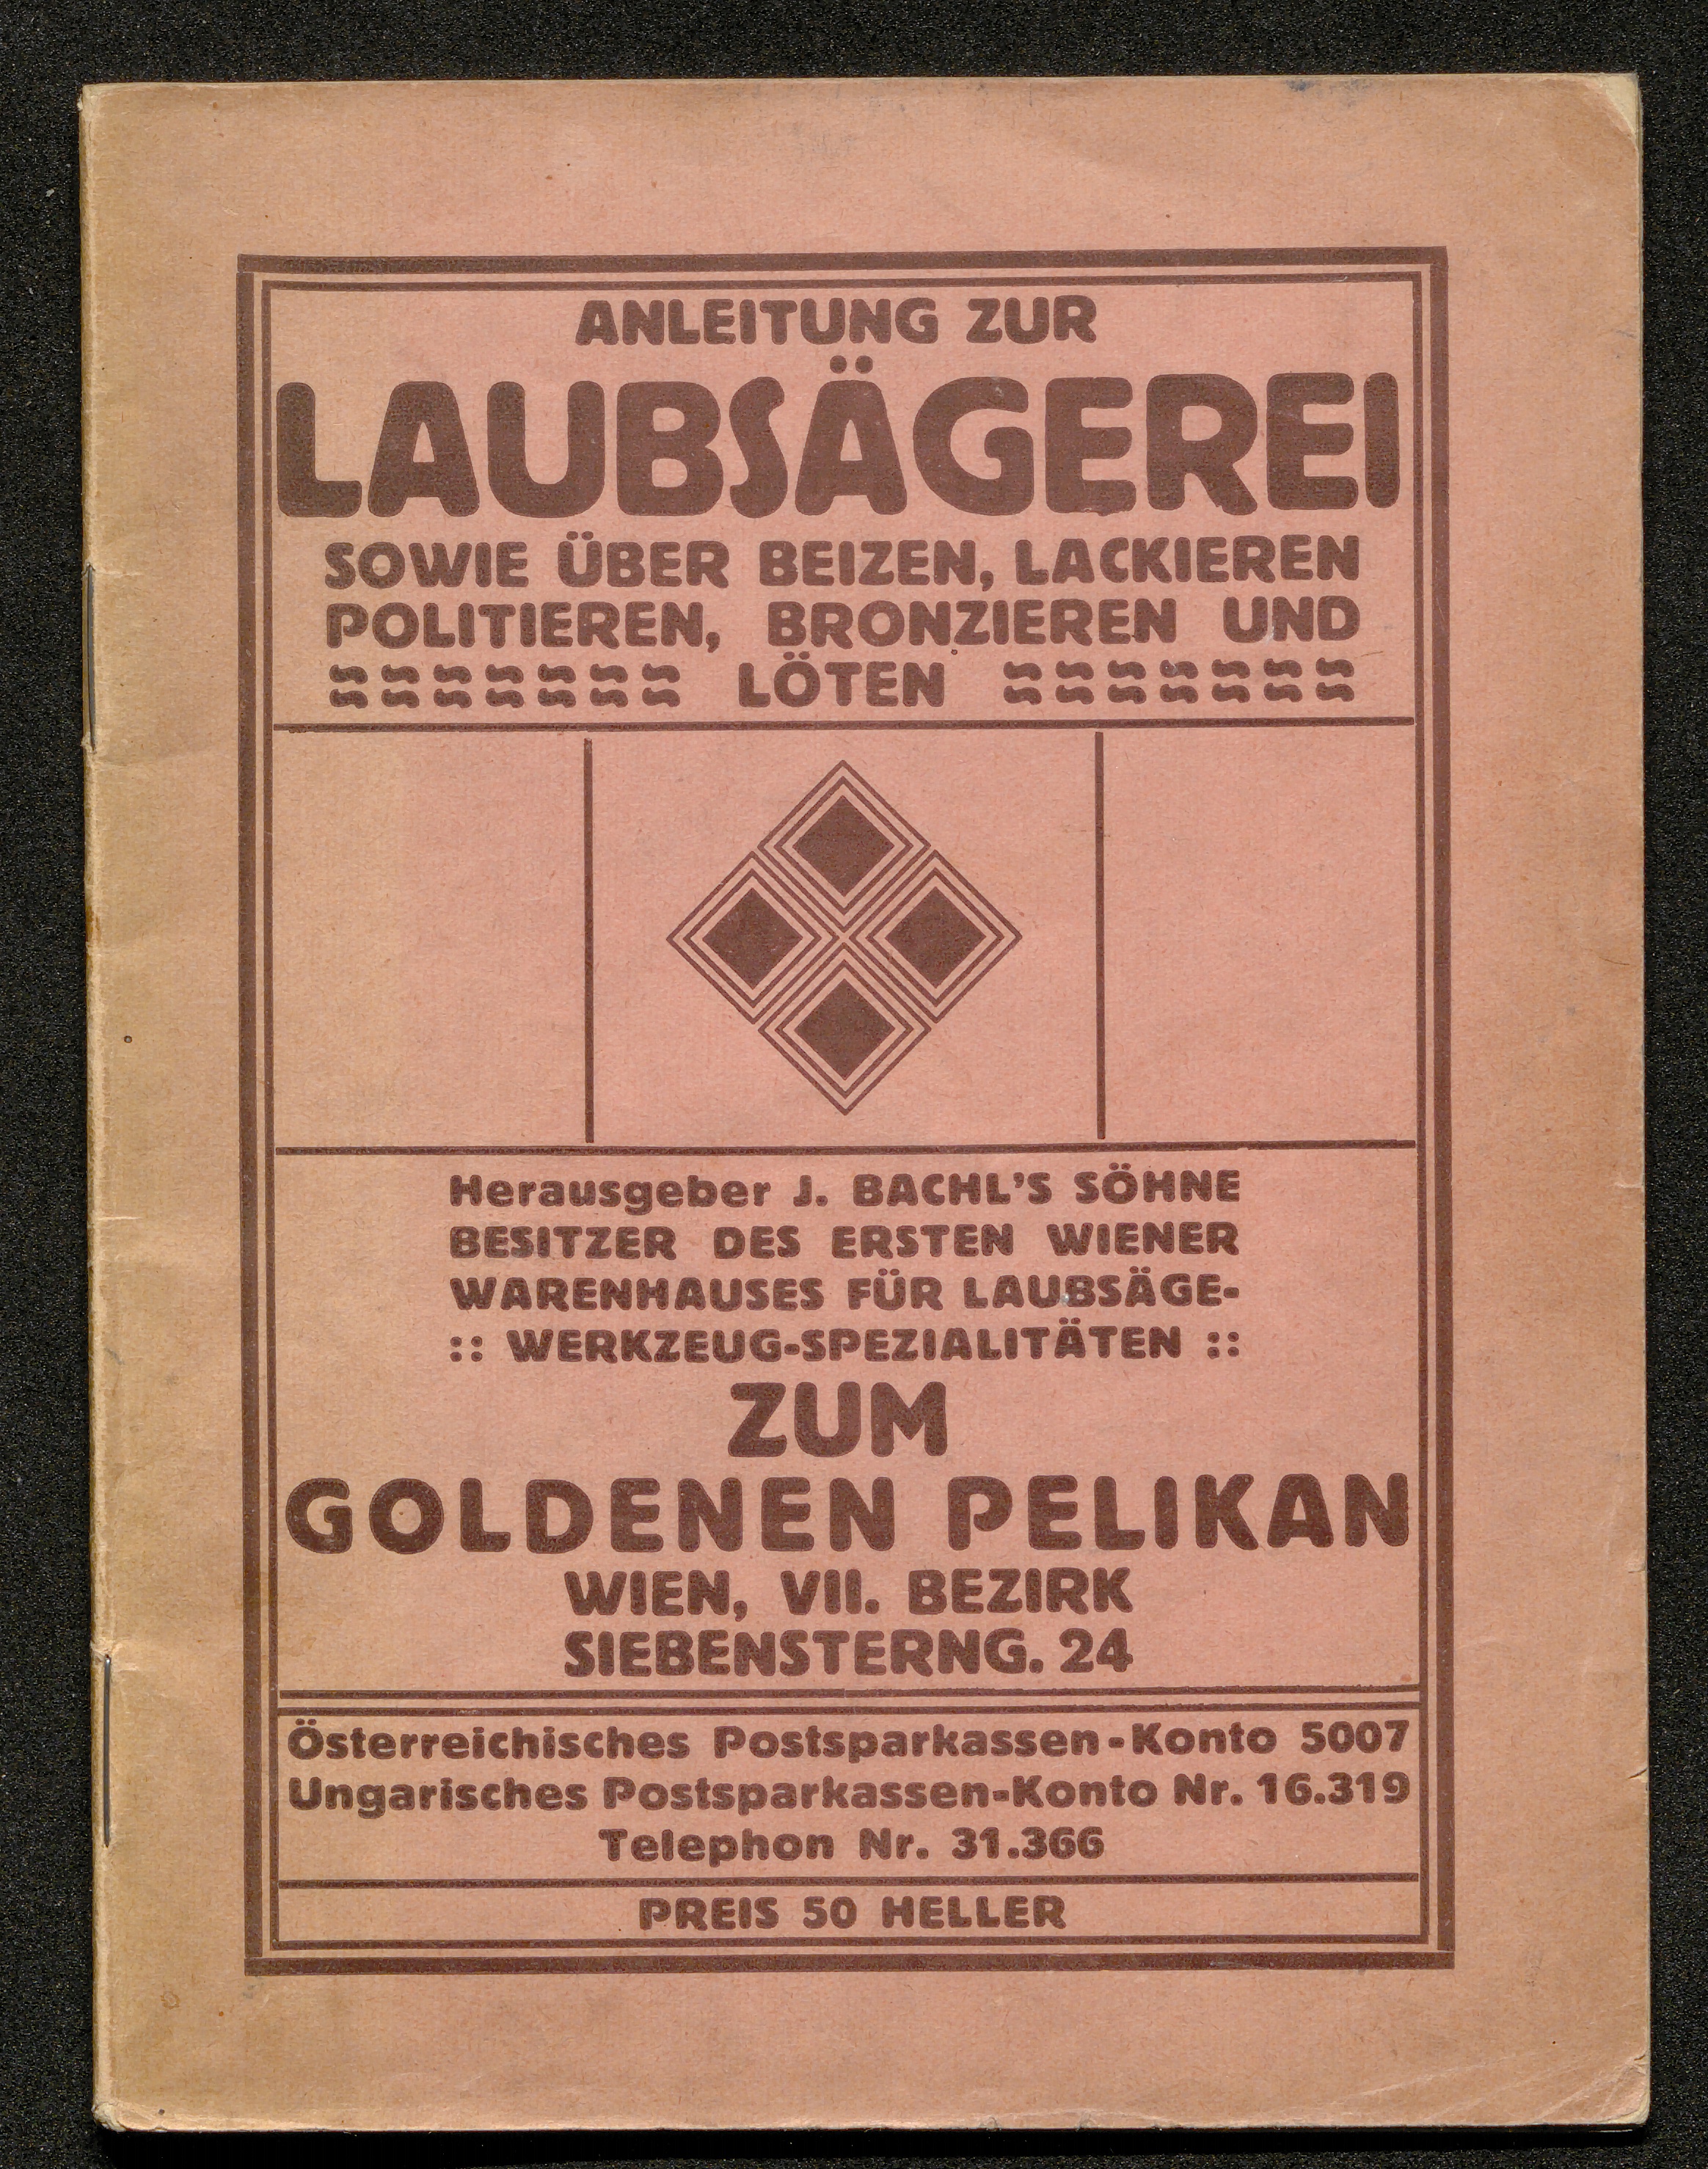 ANLEITUNG ZUR
LAUBSÄGEREI
SOWIE ÜBER BEIZEN, LACKIEREN
POLITIEREN, BRONZIEREN UND
LÖTEN
Herausgeber J. BACHL'S SÖHNE
BESITZER DES ERSTEN WIENER
WARENHAUSES FÜR LAUBSÄGE-
:: WERKZEUG-SPEZIALITÄTEN ::
ZUM
GOLDENEN PELIKAN
WIEN, VII. BEZIRK
SIEBENSTERNG. 24
Österreichisches Postsparkassen-Konto 5007
Ungarisches Postsparkassen-Konto Nr. 16.319
Telephon Nr. 31.366
PREIS 50 HELLER